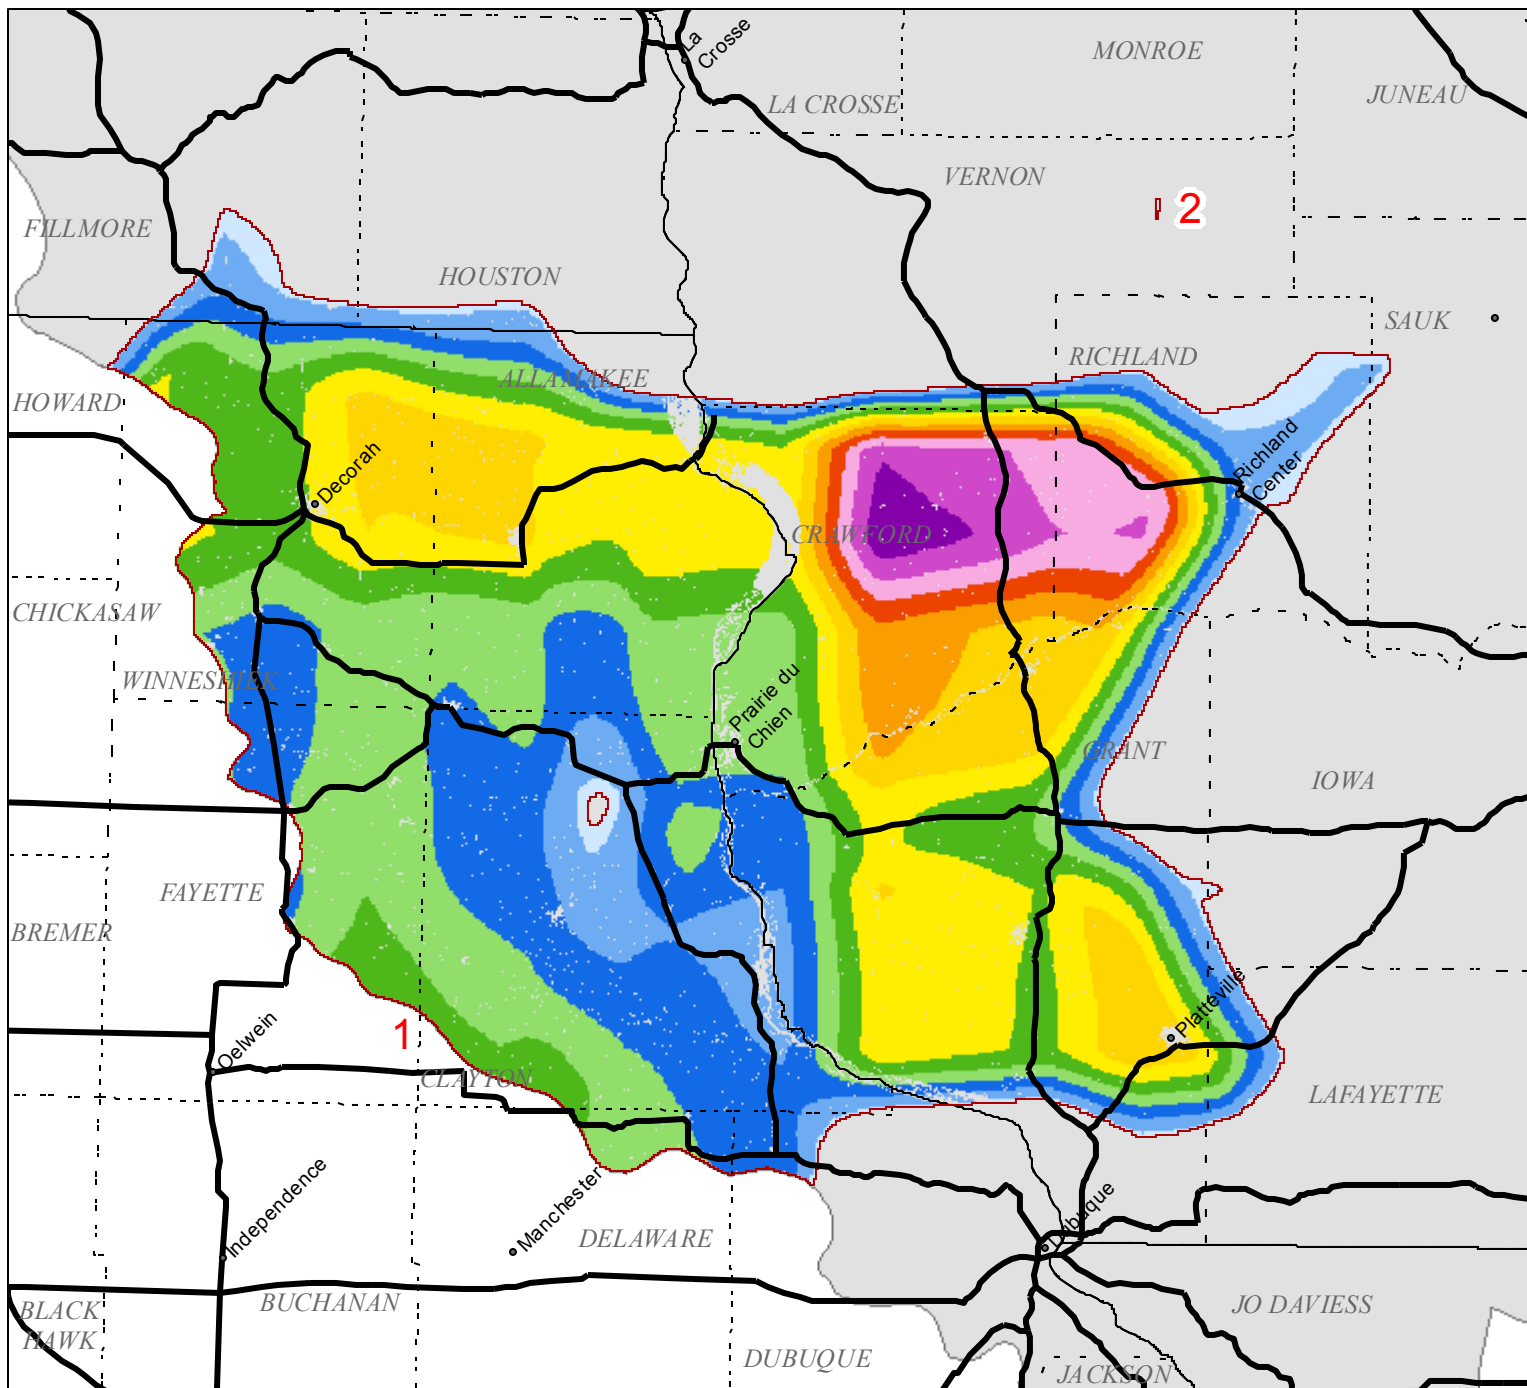 La
Crosse
MONROE
JUNEAU
LA CROSSE
VERNON
2
FILLMORE
HOUSTON
SAUK
RICHLAND
ALLAMAKEE
HOWARD
Richland
Center
Decorah
CRAWFORD
CHICKASAW
WINNESHIEK
Prairie du
Chien
GRANT
IOWA
FAYETTE
BREMER
Platteville
1
Oelwein
CLAYTON
LAFAYETTE
Independence
Manchester
Dubuque
DELAWARE
BLACK
HAWK
BUCHANAN
JO DAVIESS
DUBUQUE
JACKSON